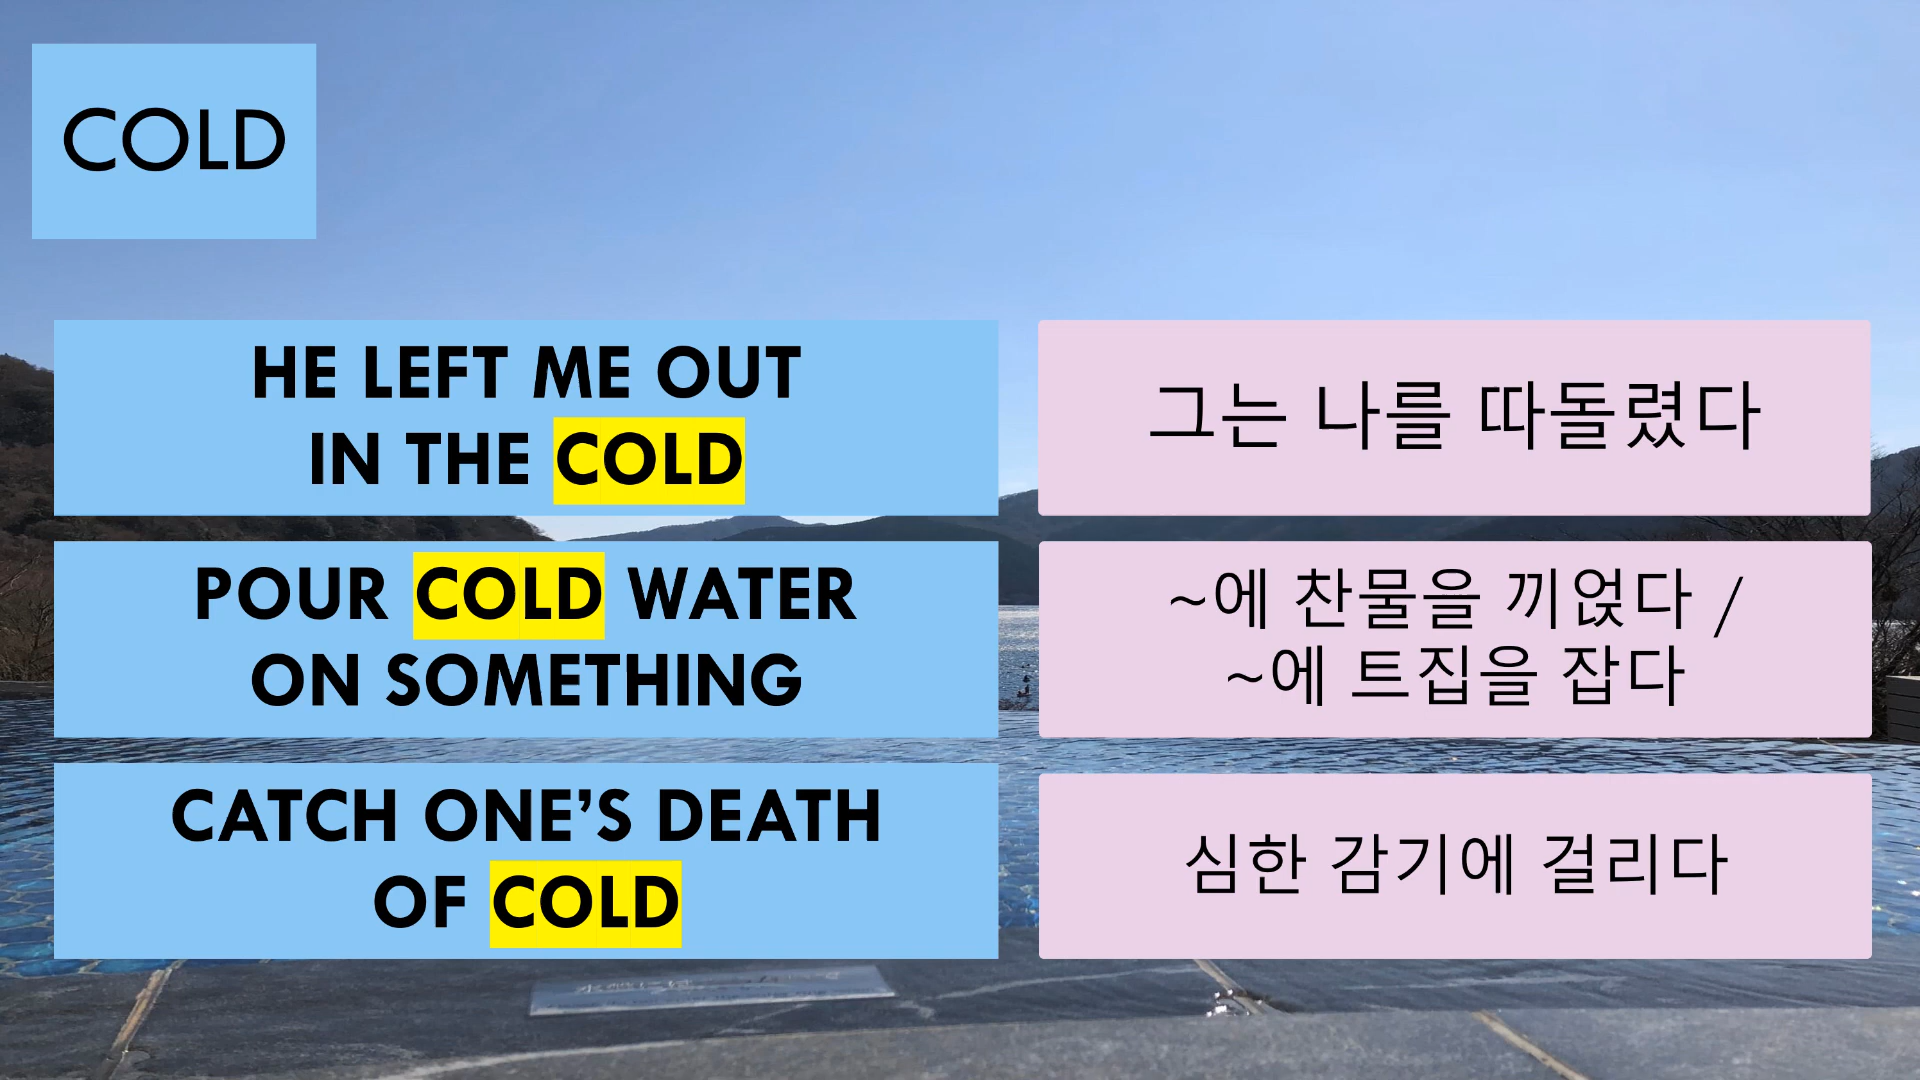 COLD
HE LEFT ME OUT
IN THE COLD
그는 나를 따돌렸다
POUR COLD WATER
ON SOMETHING
~에 찬물을 끼얹다 /
~에 트집을 잡다
CATCH ONE’S DEATH
OF COLD
심한 감기에 걸리다